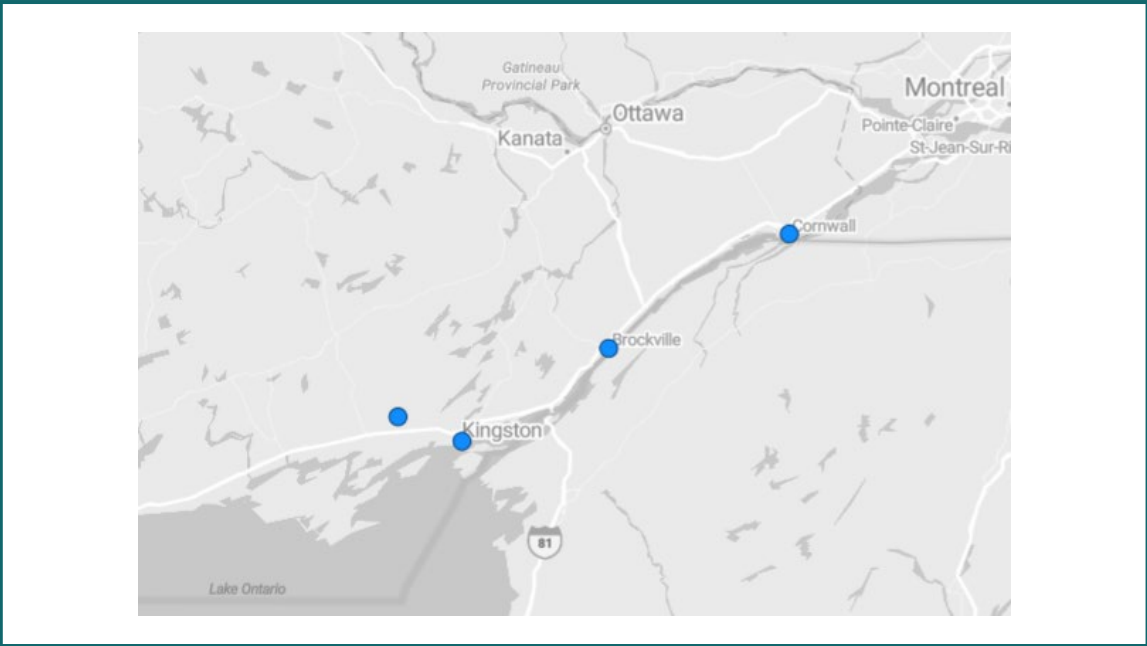 Gatineau
Provincial Park
Montreal
Ottawa
Pointe-Claire
Kanata
St-Jean-Sur-Ri
Cornwall
Brockville
Kingston
81
Lake Ontario